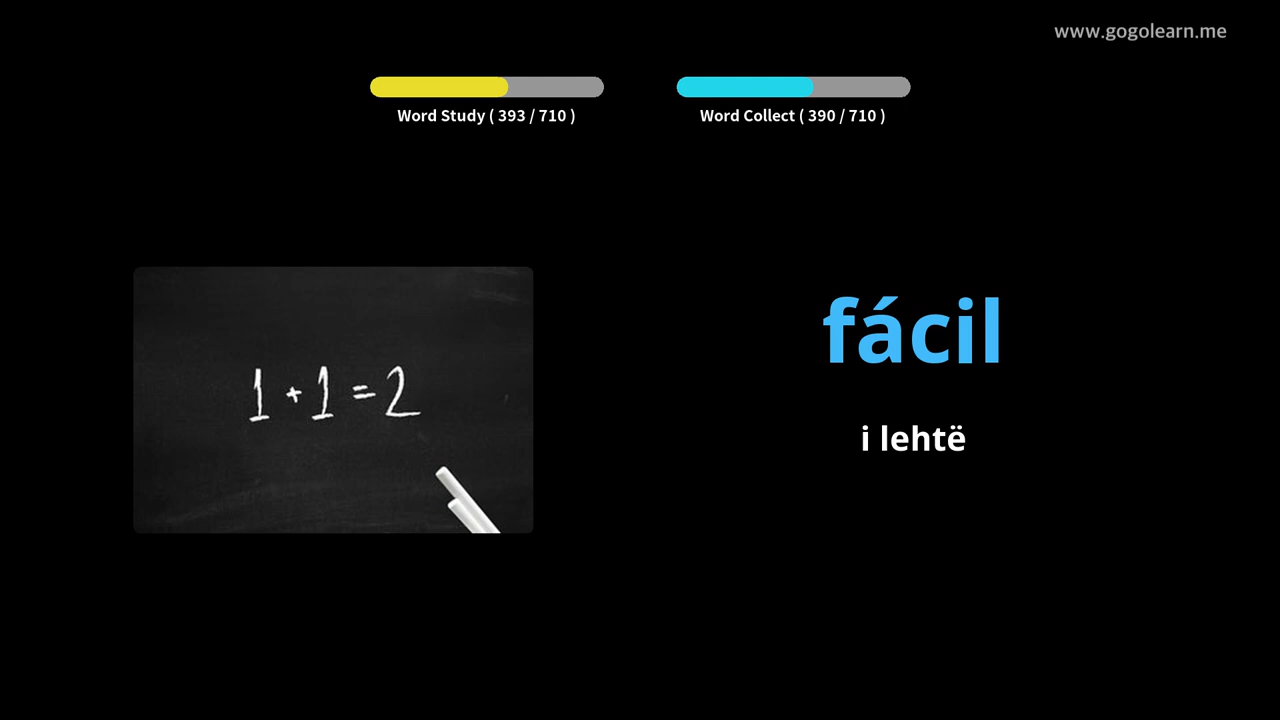 www.gogolearn.me
Word Study ( 393 / 710 )
Word Collect ( 390 / 710 )
1 + 1 = 2
fácil
i lehtë